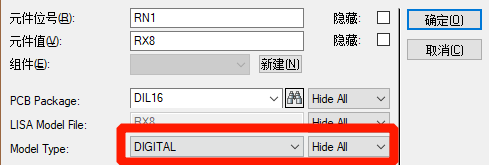 元件位号(R): RN1 隐藏: 确定(O)
元件值(V): RX8 隐藏: 取消(C)
组件(E): 新建(N)
PCB Package: DIL16 Hide All
LISA Model File: RX8 Hide All
Model Type: DIGITAL Hide All